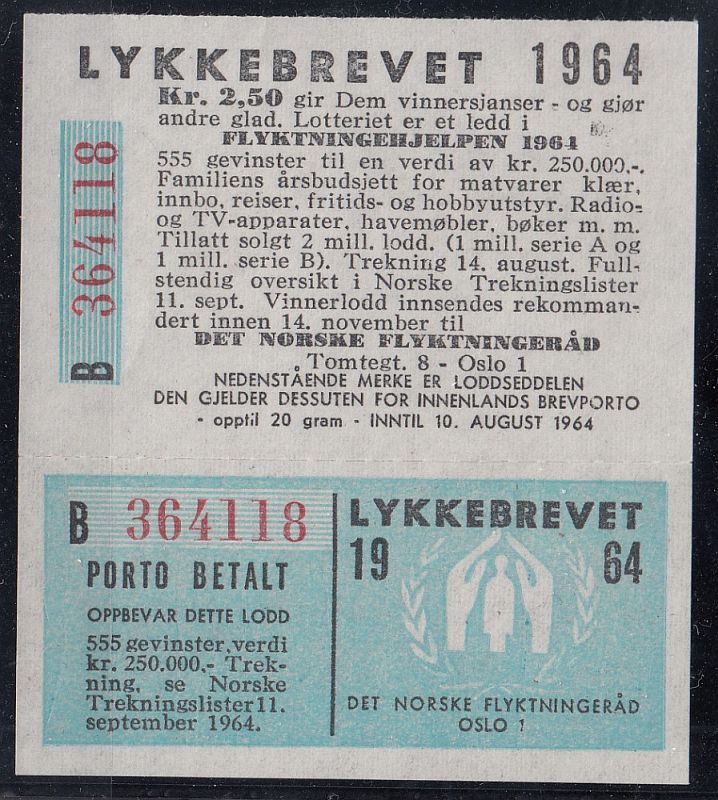 LYKKEBREVET 1964
Kr. 2,50 gir Dem vinnersjanser - og gjør
andre glad. Lotteriet er et ledd i
FLYKTNINGEHJELPEN 1964
555 gevinster til en verdi av kr. 250.000,-.
Familiens årsbudsjett for matvarer klær,
innbo, reiser, fritids- og hobbyutstyr. Radio-
og TV-apparater, havemøbler, bøker m. m.
Tillatt solgt 2 mill. lodd. (1 mill. serie A og
1 mill. serie B). Trekning 14. august. Full-
stendig oversikt i Norske Trekningslister
11. sept. Vinnerlodd innsendes rekomman-
dert innen 14. november til
DET NORSKE FLYKTNINGERÅD
Tomtegt. 8 - Oslo 1
NEDENSTÅENDE MERKE ER LODDSEDDELEN
DEN GJELDER DESSUTEN FOR INNENLANDS BREVPORTO
- opptil 20 gram - INNTIL 10. AUGUST 1964
B 364118
B 364118
PORTO BETALT
OPPBEVAR DETTE LODD
555 gevinster, verdi
kr. 250.000,- Trek-
ning, se Norske
Trekningslister 11.
september 1964.
LYKKEBREVET
19 64
DET NORSKE FLYKTNINGERÅD
OSLO 1